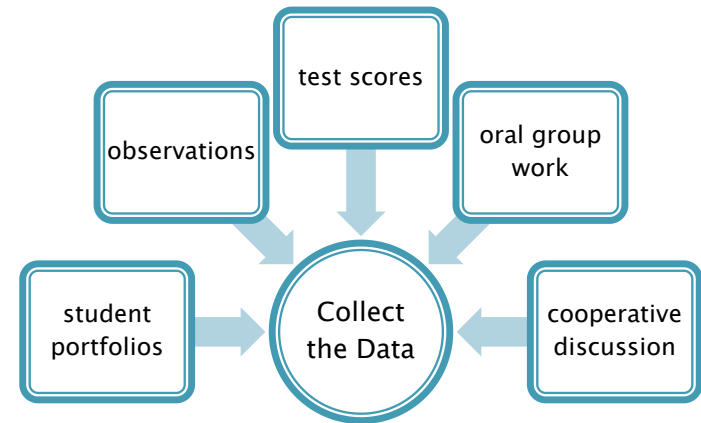 test scores
observations
oral group
work
student
portfolios
Collect
the Data
cooperative
discussion